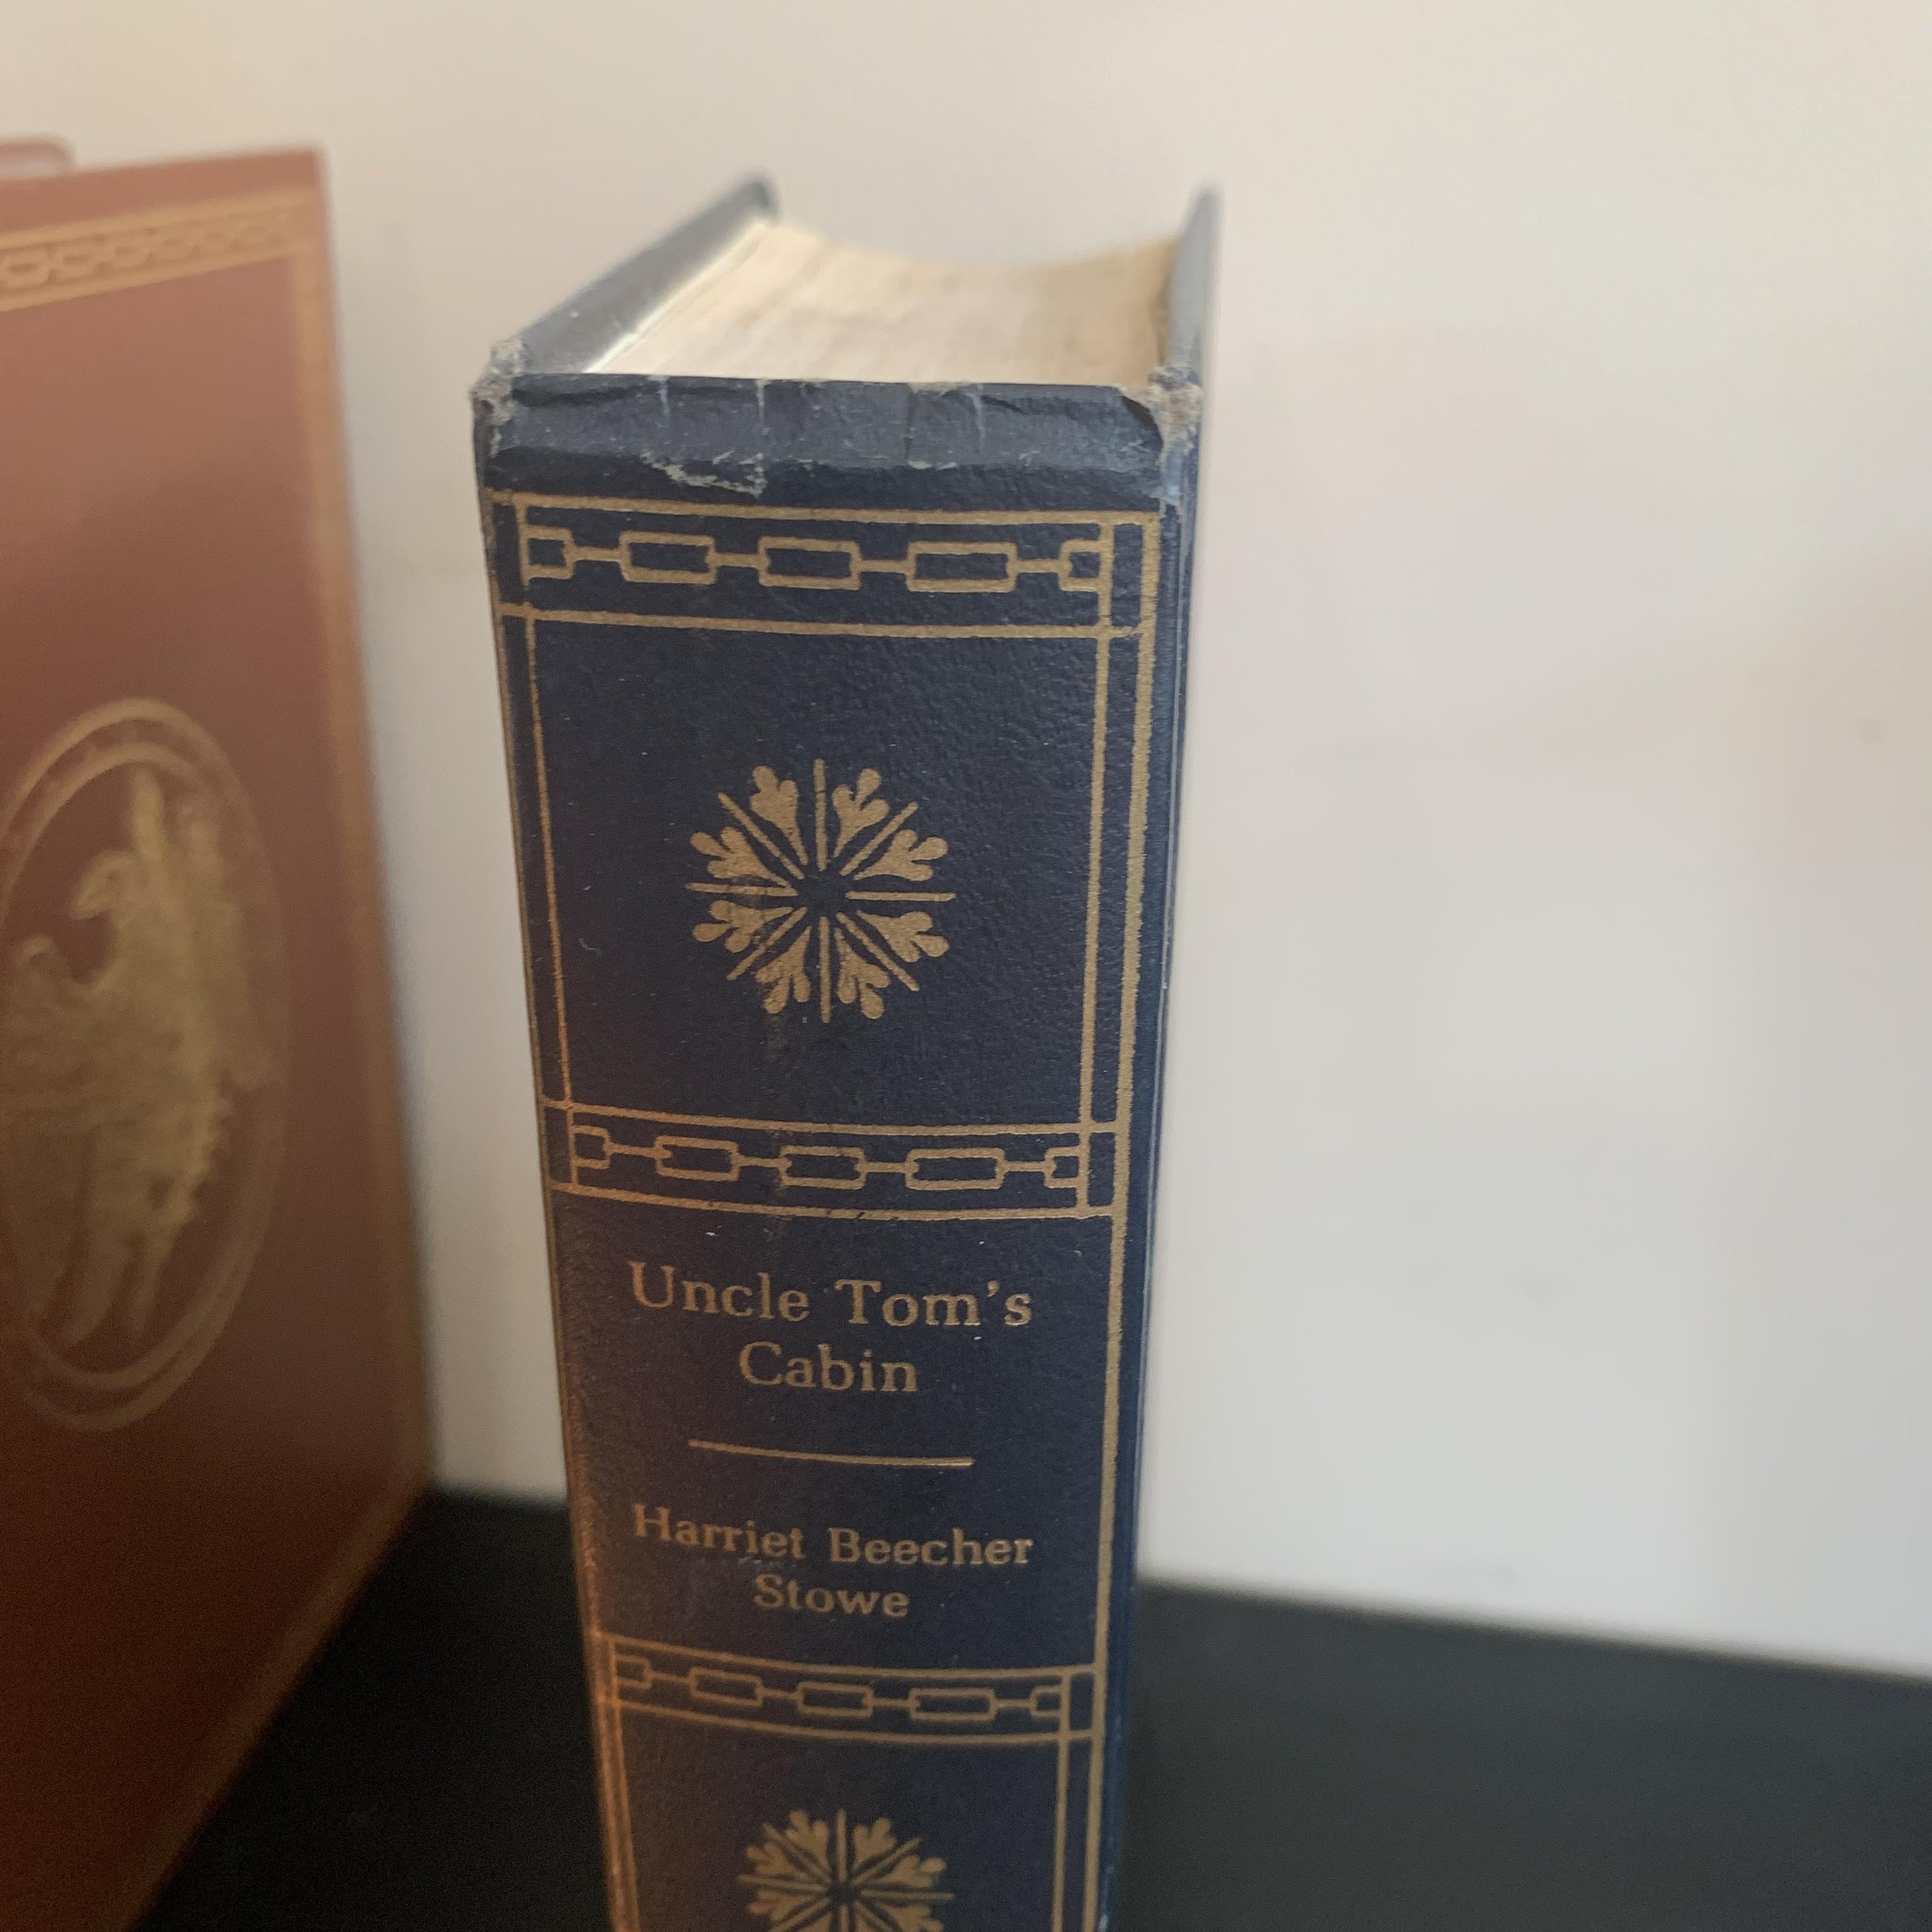 Uncle Tom's
Cabin
Harriet Beecher
Stowe